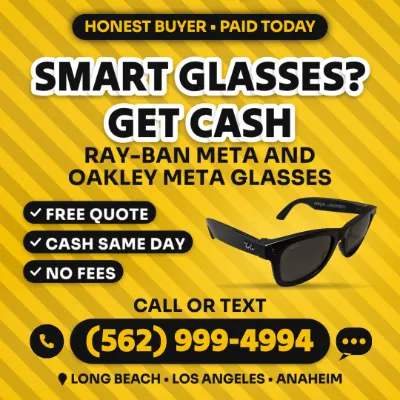 HONEST BUYER • PAID TODAY
SMART GLASSES?
GET CASH
RAY-BAN META AND
OAKLEY META GLASSES
FREE QUOTE
CASH SAME DAY
NO FEES
CALL OR TEXT
(562) 999-4994
LONG BEACH • LOS ANGELES • ANAHEIM